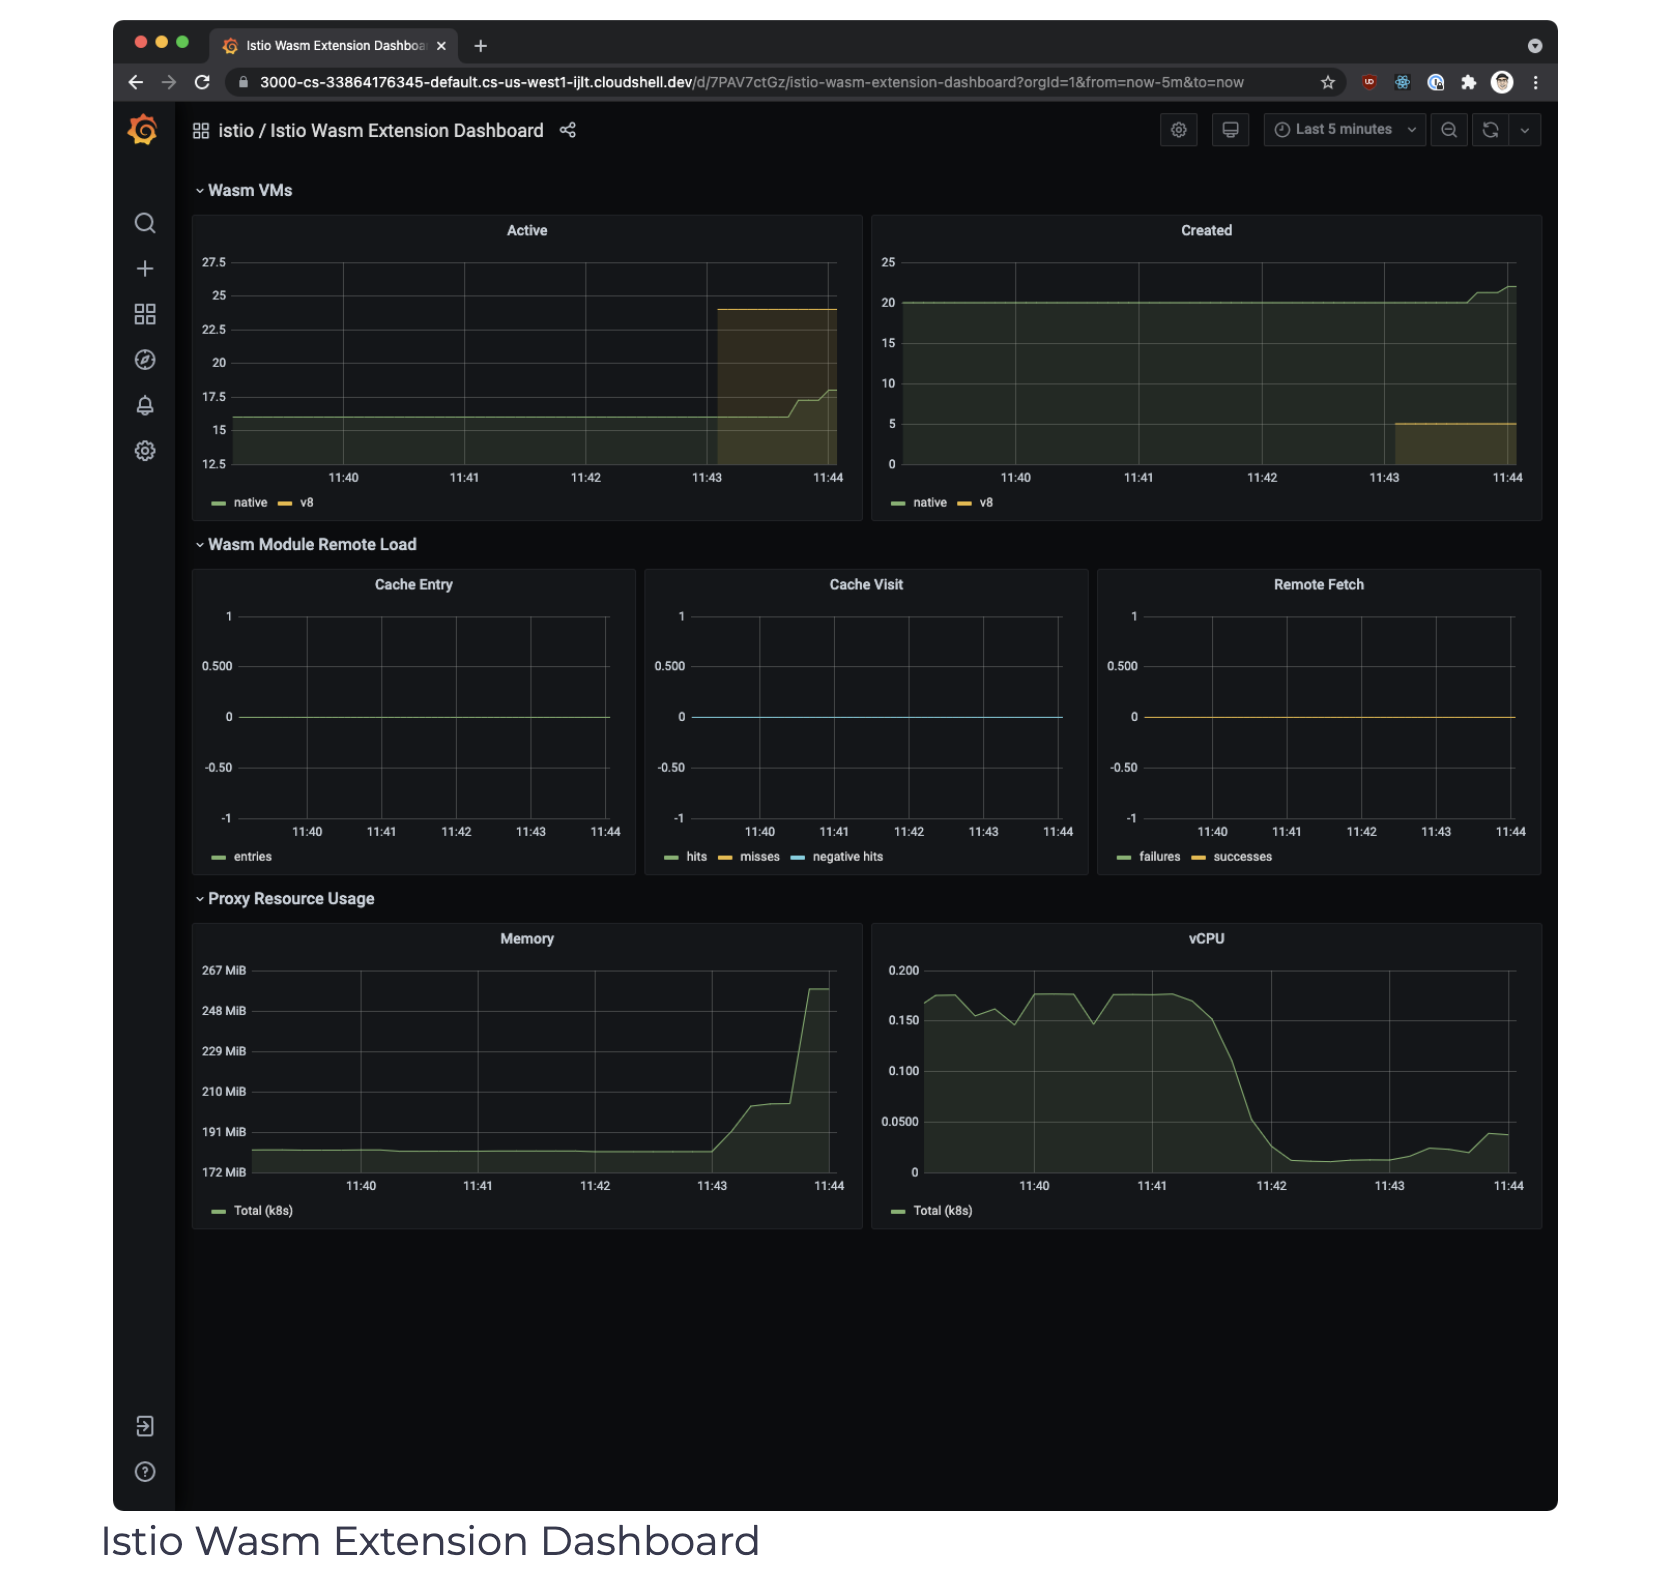 Istio Wasm Extension Dashboa
3000-cs-33864176345-default.cs-us-west1-ijlt.cloudshell.dev/d/7PAV7ctGz/istio-wasm-extension-dashboard?orgId=1&from=now-5m&to=now
istio / Istio Wasm Extension Dashboard
Last 5 minutes
Wasm VMs
Active
27.5
25
22.5
20
17.5
15
12.5
11:40 11:41 11:42 11:43 11:44
native v8
Created
25
20
15
10
5
0
11:40 11:41 11:42 11:43 11:44
native v8
Wasm Module Remote Load
Cache Entry
1
0.500
0
-0.50
-1
11:40 11:41 11:42 11:43 11:44
entries
Cache Visit
1
0.500
0
-0.50
-1
11:40 11:41 11:42 11:43 11:44
hits misses negative hits
Remote Fetch
1
0.500
0
-0.50
-1
11:40 11:41 11:42 11:43 11:44
failures successes
Proxy Resource Usage
Memory
267 MiB
248 MiB
229 MiB
210 MiB
191 MiB
172 MiB
11:40 11:41 11:42 11:43 11:44
Total (k8s)
vCPU
0.200
0.150
0.100
0.0500
0
11:40 11:41 11:42 11:43 11:44
Total (k8s)
Istio Wasm Extension Dashboard